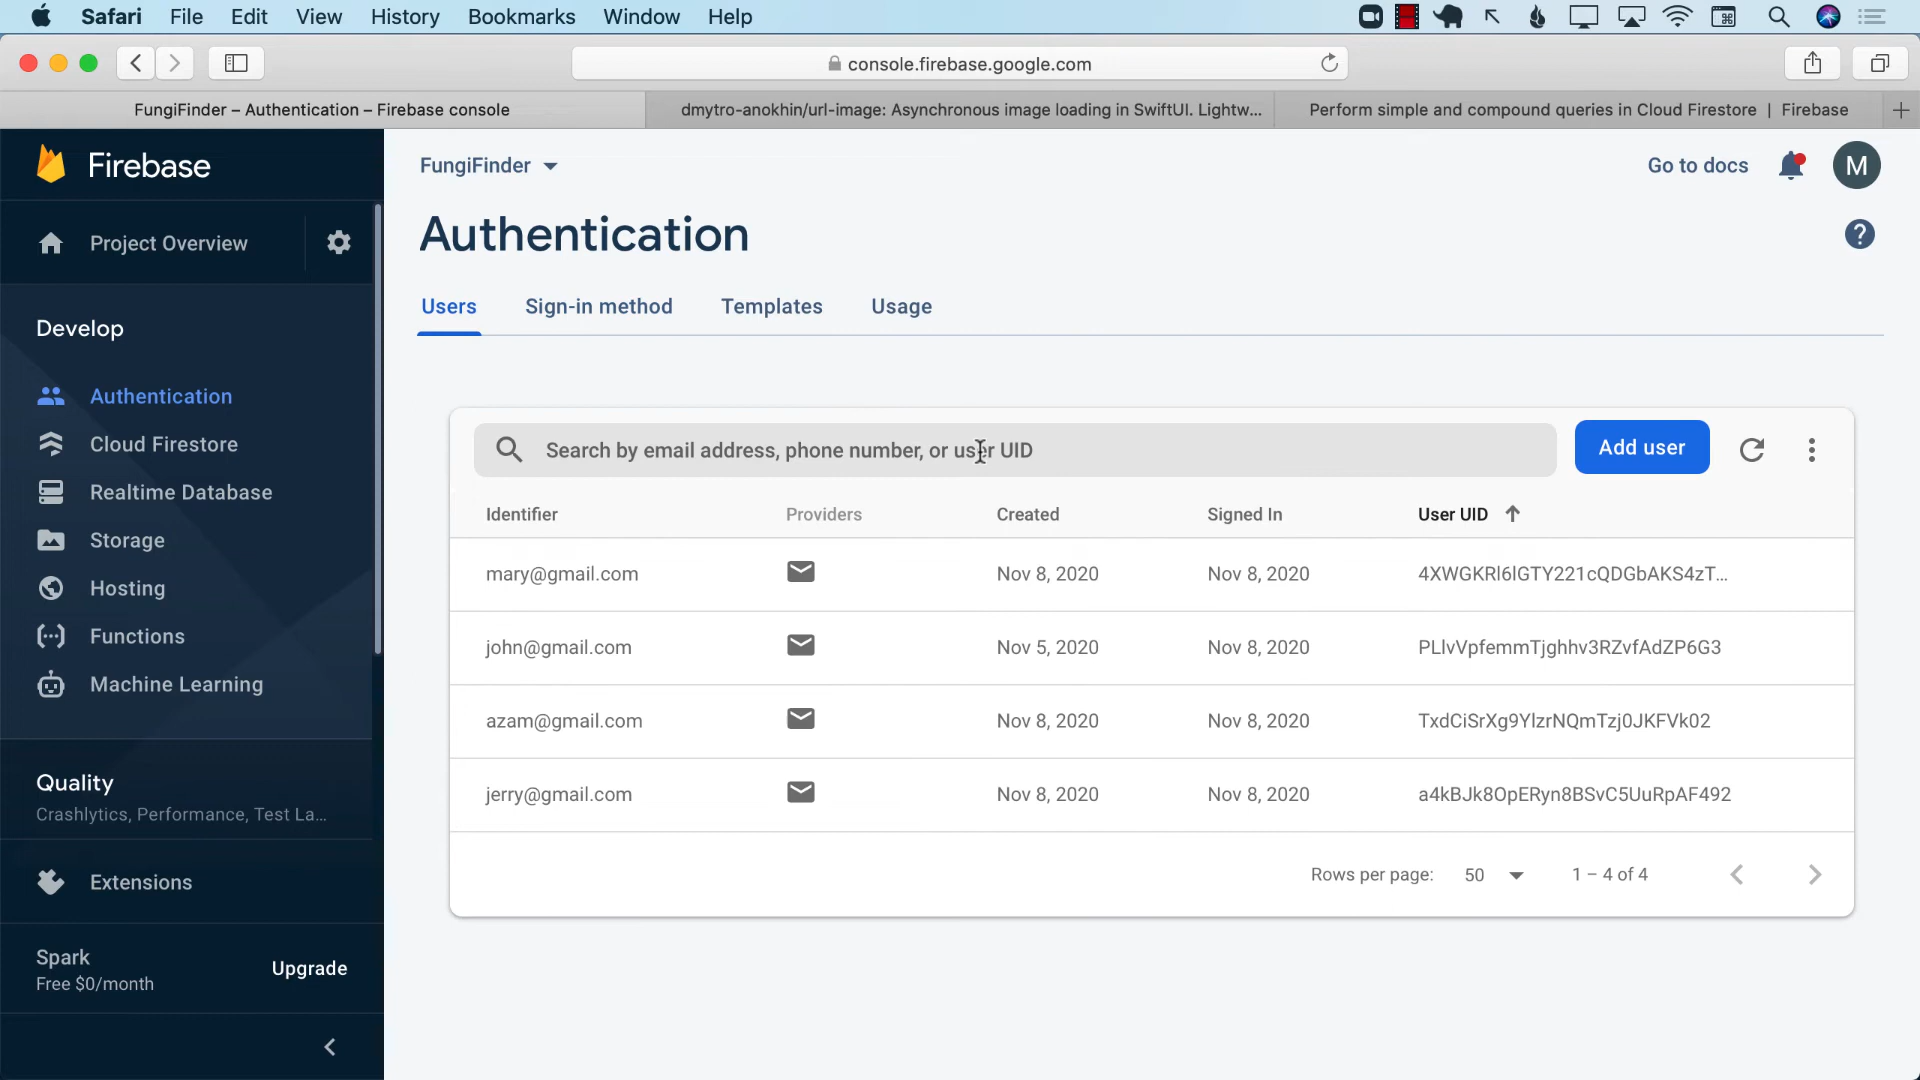 Safari File Edit View History Bookmarks Window Help
console.firebase.google.com
FungiFinder – Authentication – Firebase console
dmytro-anokhin/url-image: Asynchronous image loading in SwiftUI. Lightw...
Perform simple and compound queries in Cloud Firestore | Firebase
Firebase
FungiFinder
Go to docs
M
Authentication
?
Project Overview
Users Sign-in method Templates Usage
Develop
Authentication
Cloud Firestore
Realtime Database
Storage
Hosting
Functions
Machine Learning
Quality
Crashlytics, Performance, Test La...
Extensions
Spark
Free $0/month
Upgrade
Search by email address, phone number, or user UID
Add user
Identifier Providers Created Signed In User UID
mary@gmail.com Nov 8, 2020 Nov 8, 2020 4XWGKRl6lGTY221cQDGbAKS4zT...
john@gmail.com Nov 5, 2020 Nov 8, 2020 PLlvVpfemmTjghhv3RZvfAdZP6G3
azam@gmail.com Nov 8, 2020 Nov 8, 2020 TxdCiSrXg9YlzrNQmTzj0JKFVk02
jerry@gmail.com Nov 8, 2020 Nov 8, 2020 a4kBJk8OpERyn8BSvC5UuRpAF492
Rows per page: 50 1 – 4 of 4